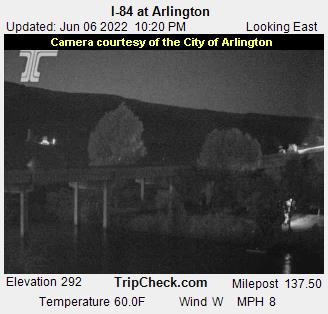 I-84 at Arlington
Updated: Jun 06 2022 10:20 PM Looking East
Camera courtesy of the City of Arlington
Elevation 292 TripCheck.com Milepost 137.50
Temperature 60.0F Wind W MPH 8